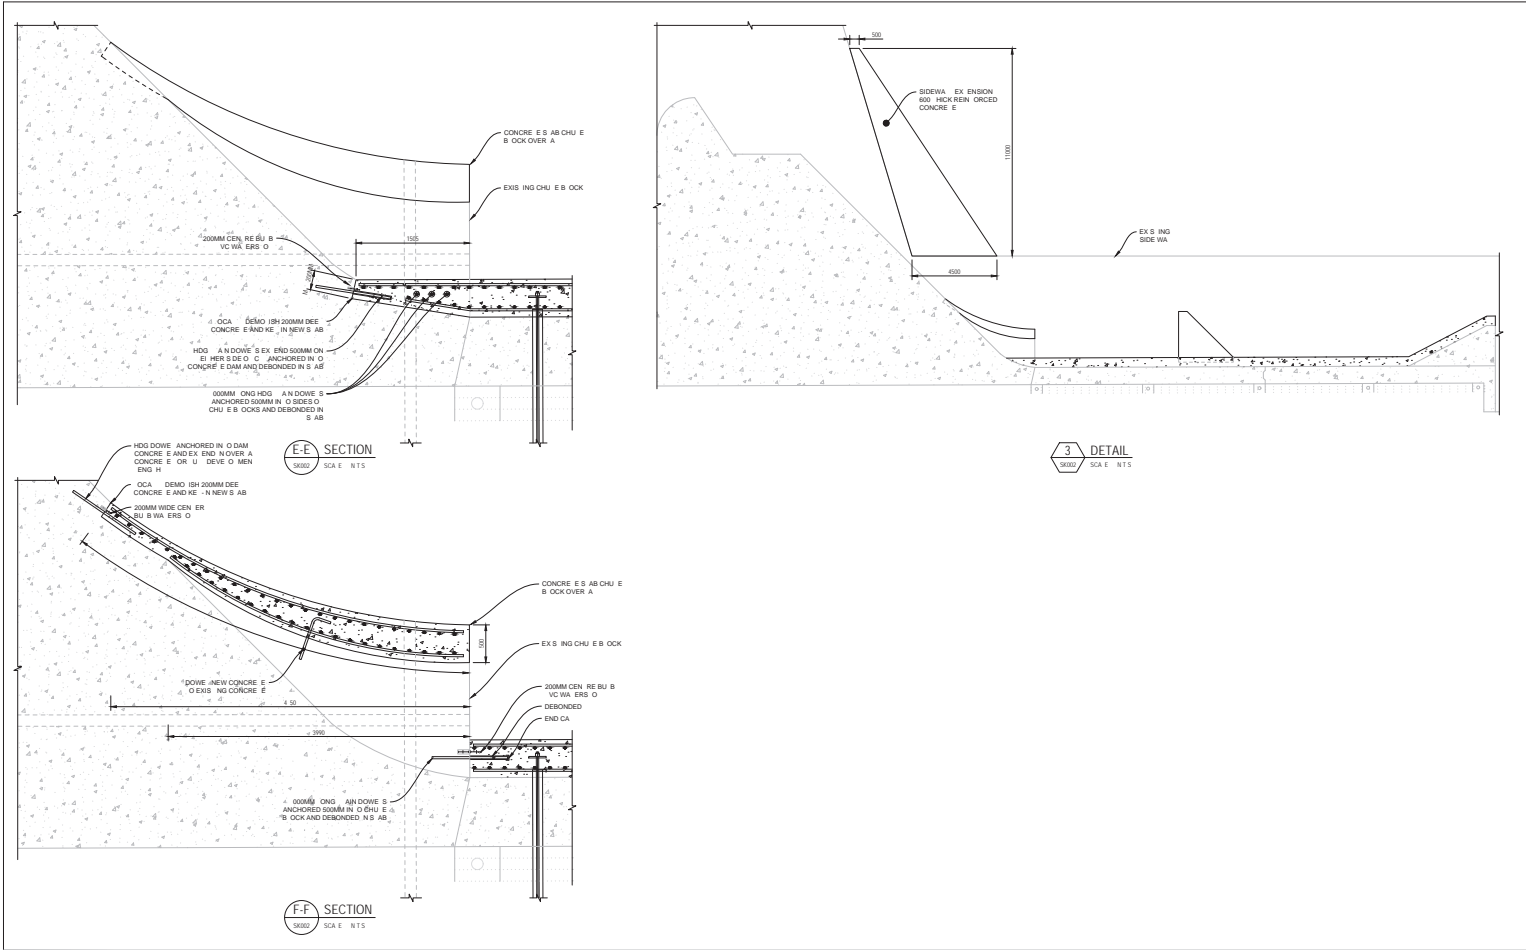 CONCRE E S AB CHU E
B OCK OVER A
EXIS ING CHU E B OCK
200MM CEN RE BU B
VC WA ERS O
1505
OCA DEMO ISH 200MM DEE
CONCRE E AND KE IN NEW S AB
HDG A N DOWE S EX END 500MM ON
EI HER S DE O C ANCHORED IN O
CONCRE E DAM AND DEBONDED IN S AB
000MM ONG HDG A N DOWE S
ANCHORED 500MM IN O SIDES O
CHU E B OCKS AND DEBONDED IN
S AB
E-E SECTION
SK002 SCA E N T S
HDG DOWE ANCHORED IN O DAM
CONCRE E AND EX END N OVER A
CONCRE E OR U DEVE O MEN
ENG H
OCA DEMO ISH 200MM DEE
CONCRE E AND KE - N NEW S AB
200MM WIDE CEN ER
BU B WA ERS O
CONCRE E S AB CHU E
B OCK OVER A
500
EX S ING CHU E B OCK
DOWE NEW CONCRE E
O EXIS NG CONCRE E
4 50
3990
200MM CEN RE BU B
VC WA ERS O
DEBONDED
END CA
000MM ONG A IN DOWE S
ANCHORED 500MM IN O CHU E
B OCK AND DEBONDED N S AB
F-F SECTION
SK002 SCA E N T S
500
SIDEWA EX ENSION
600 HICK REIN ORCED
CONCRE E
11000
4500
EX S ING
SIDE WA
3 DETAIL
SK002 SCA E N T S